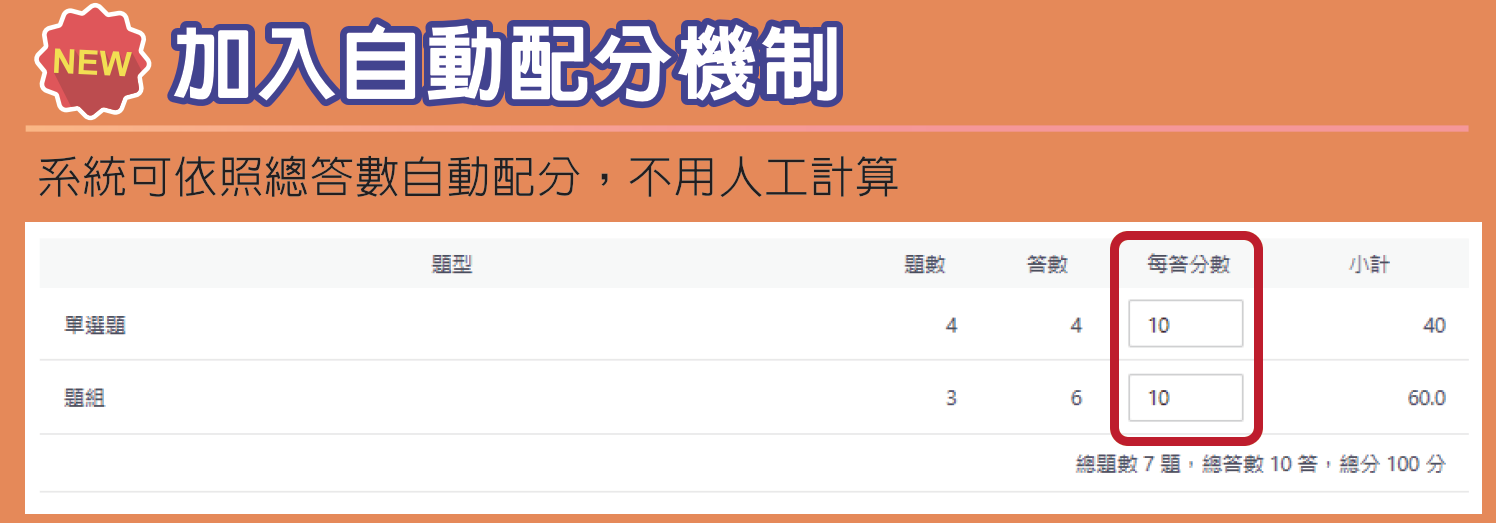 NEW 加入自動配分機制
系統可依照總答數自動配分，不用人工計算
題型 題數 答數 每答分數 小計
單選題 4 4 10 40
題組 3 6 10 60.0
總題數 7 題，總答數 10 答，總分 100 分